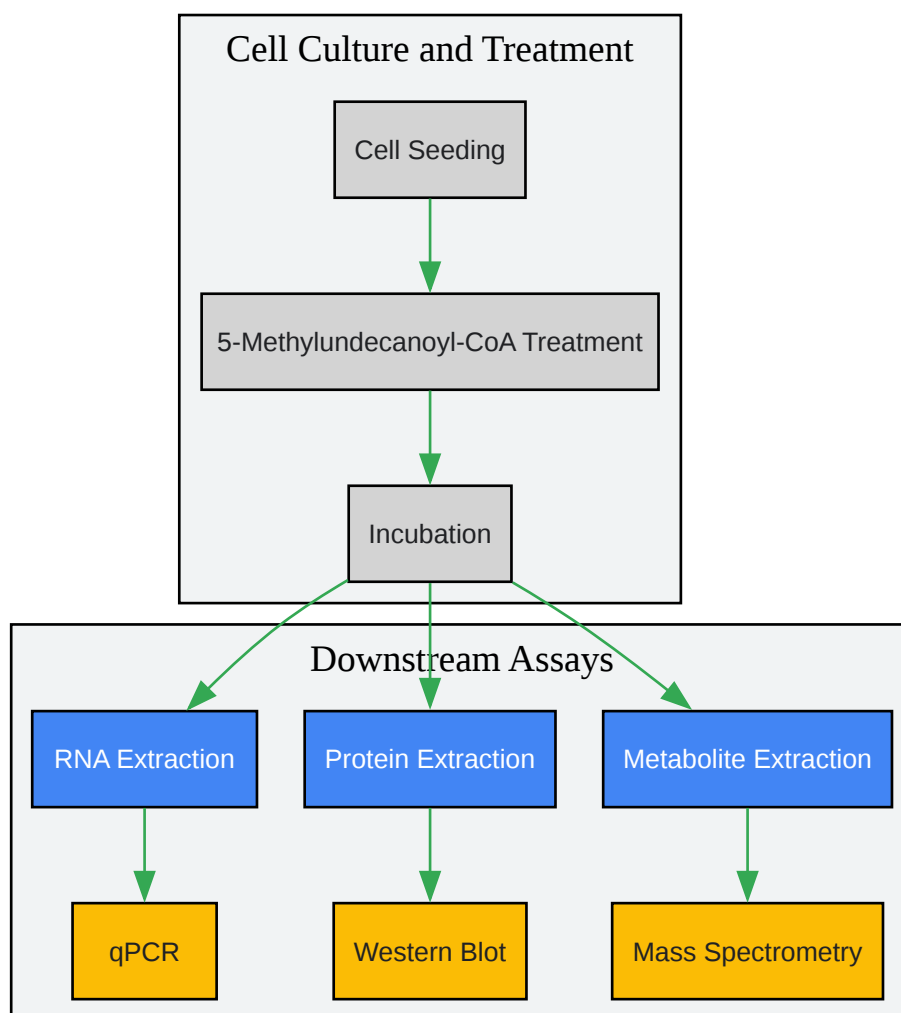 Cell Culture and Treatment
Cell Seeding
5-Methylundecanoyl-CoA Treatment
Incubation
Downstream Assays
RNA Extraction
Protein Extraction
Metabolite Extraction
qPCR
Western Blot
Mass Spectrometry